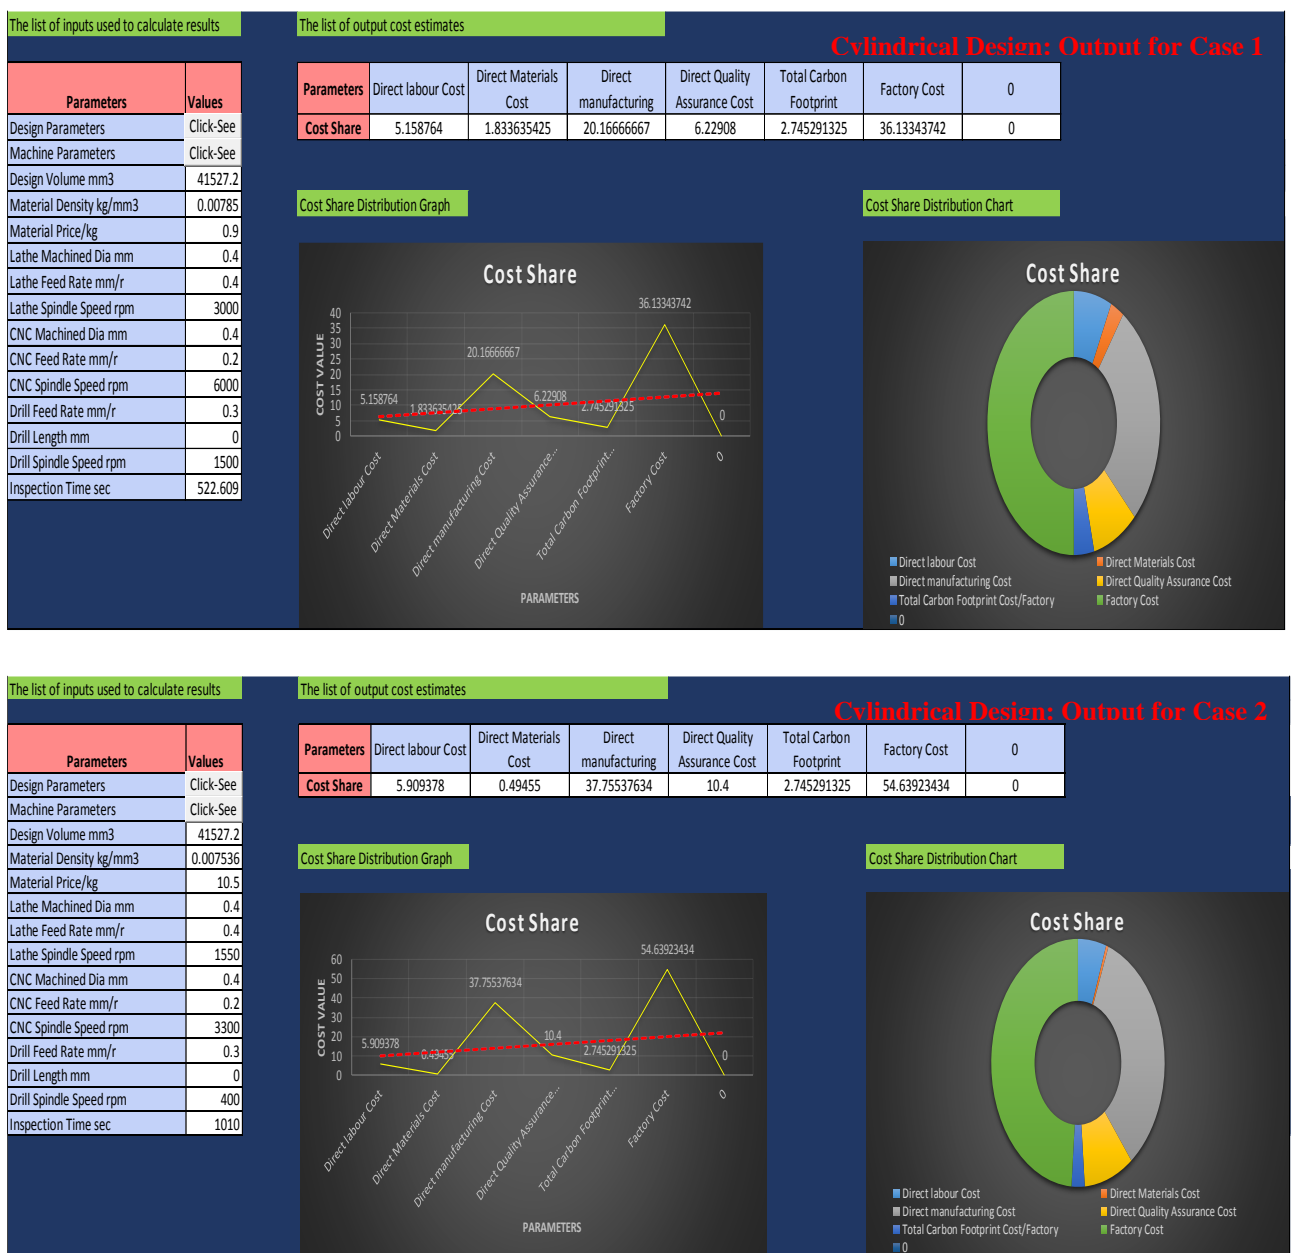 The list of inputs used to calculate results
The list of output cost estimates
Cylindrical Design: Output for Case 1
Parameters Values
Design Parameters Click-See
Machine Parameters Click-See
Design Volume mm3 41527.2
Material Density kg/mm3 0.00785
Material Price/kg 0.9
Lathe Machined Dia mm 0.4
Lathe Feed Rate mm/r 0.4
Lathe Spindle Speed rpm 3000
CNC Machined Dia mm 0.4
CNC Feed Rate mm/r 0.2
CNC Spindle Speed rpm 6000
Drill Feed Rate mm/r 0.3
Drill Length mm 0
Drill Spindle Speed rpm 1500
Inspection Time sec 522.609
Parameters Direct labour Cost Direct Materials Cost Direct manufacturing Direct Quality Assurance Cost Total Carbon Footprint Factory Cost 0
Cost Share 5.158764 1.833635425 20.16666667 6.22908 2.745291325 36.13343742 0
Cost Share Distribution Graph
Cost Share
COST VALUE
40
35
30
25
20
15
10
5
0
5.158764
1.833635425
20.16666667
6.22908
2.745291325
36.13343742
0
Direct labour Cost
Direct Materials Cost
Direct manufacturing Cost
Direct Quality Assurance...
Total Carbon Footprint...
Factory Cost
0
PARAMETERS
Cost Share Distribution Chart
Cost Share
Direct labour Cost
Direct Materials Cost
Direct manufacturing Cost
Direct Quality Assurance Cost
Total Carbon Footprint Cost/Factory
Factory Cost
0
The list of inputs used to calculate results
The list of output cost estimates
Cylindrical Design: Output for Case 2
Parameters Values
Design Parameters Click-See
Machine Parameters Click-See
Design Volume mm3 41527.2
Material Density kg/mm3 0.007536
Material Price/kg 10.5
Lathe Machined Dia mm 0.4
Lathe Feed Rate mm/r 0.4
Lathe Spindle Speed rpm 1550
CNC Machined Dia mm 0.4
CNC Feed Rate mm/r 0.2
CNC Spindle Speed rpm 3300
Drill Feed Rate mm/r 0.3
Drill Length mm 0
Drill Spindle Speed rpm 400
Inspection Time sec 1010
Parameters Direct labour Cost Direct Materials Cost Direct manufacturing Direct Quality Assurance Cost Total Carbon Footprint Factory Cost 0
Cost Share 5.909378 0.49455 37.75537634 10.4 2.745291325 54.63923434 0
Cost Share Distribution Graph
Cost Share
COST VALUE
60
50
40
30
20
10
0
5.909378
0.49455
37.75537634
10.4
2.745291325
54.63923434
0
Direct labour Cost
Direct Materials Cost
Direct manufacturing Cost
Direct Quality Assurance...
Total Carbon Footprint...
Factory Cost
0
PARAMETERS
Cost Share Distribution Chart
Cost Share
Direct labour Cost
Direct Materials Cost
Direct manufacturing Cost
Direct Quality Assurance Cost
Total Carbon Footprint Cost/Factory
Factory Cost
0